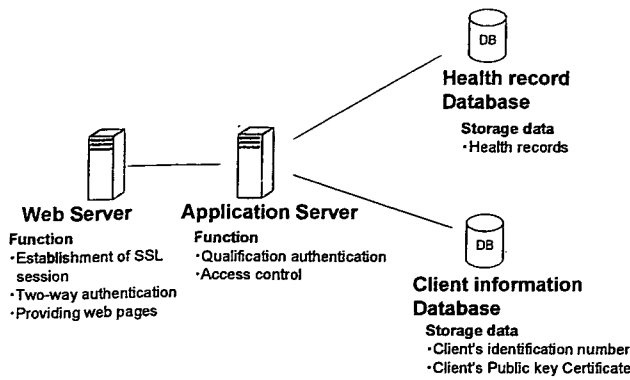 DB
Health record
Database
Storage data
・Health records
Web Server
Function
・Establishment of SSL
session
・Two-way authentication
・Providing web pages
Application Server
Function
・Qualification authentication
・Access control
DB
Client information
Database
Storage data
・Client's identification number
・Client's Public key Certificate